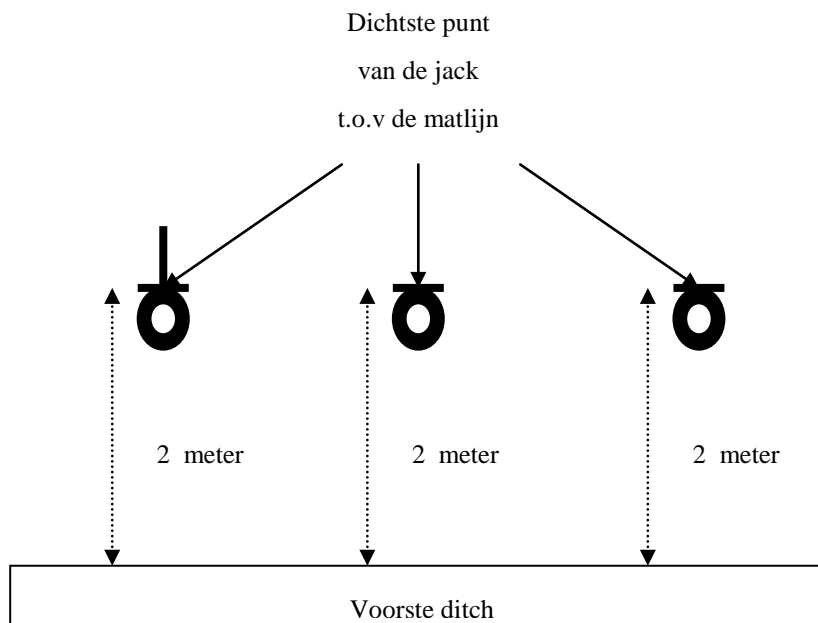 Dichtste punt
van de jack
t.o.v de matlijn
2 meter
2 meter
2 meter
Voorste ditch